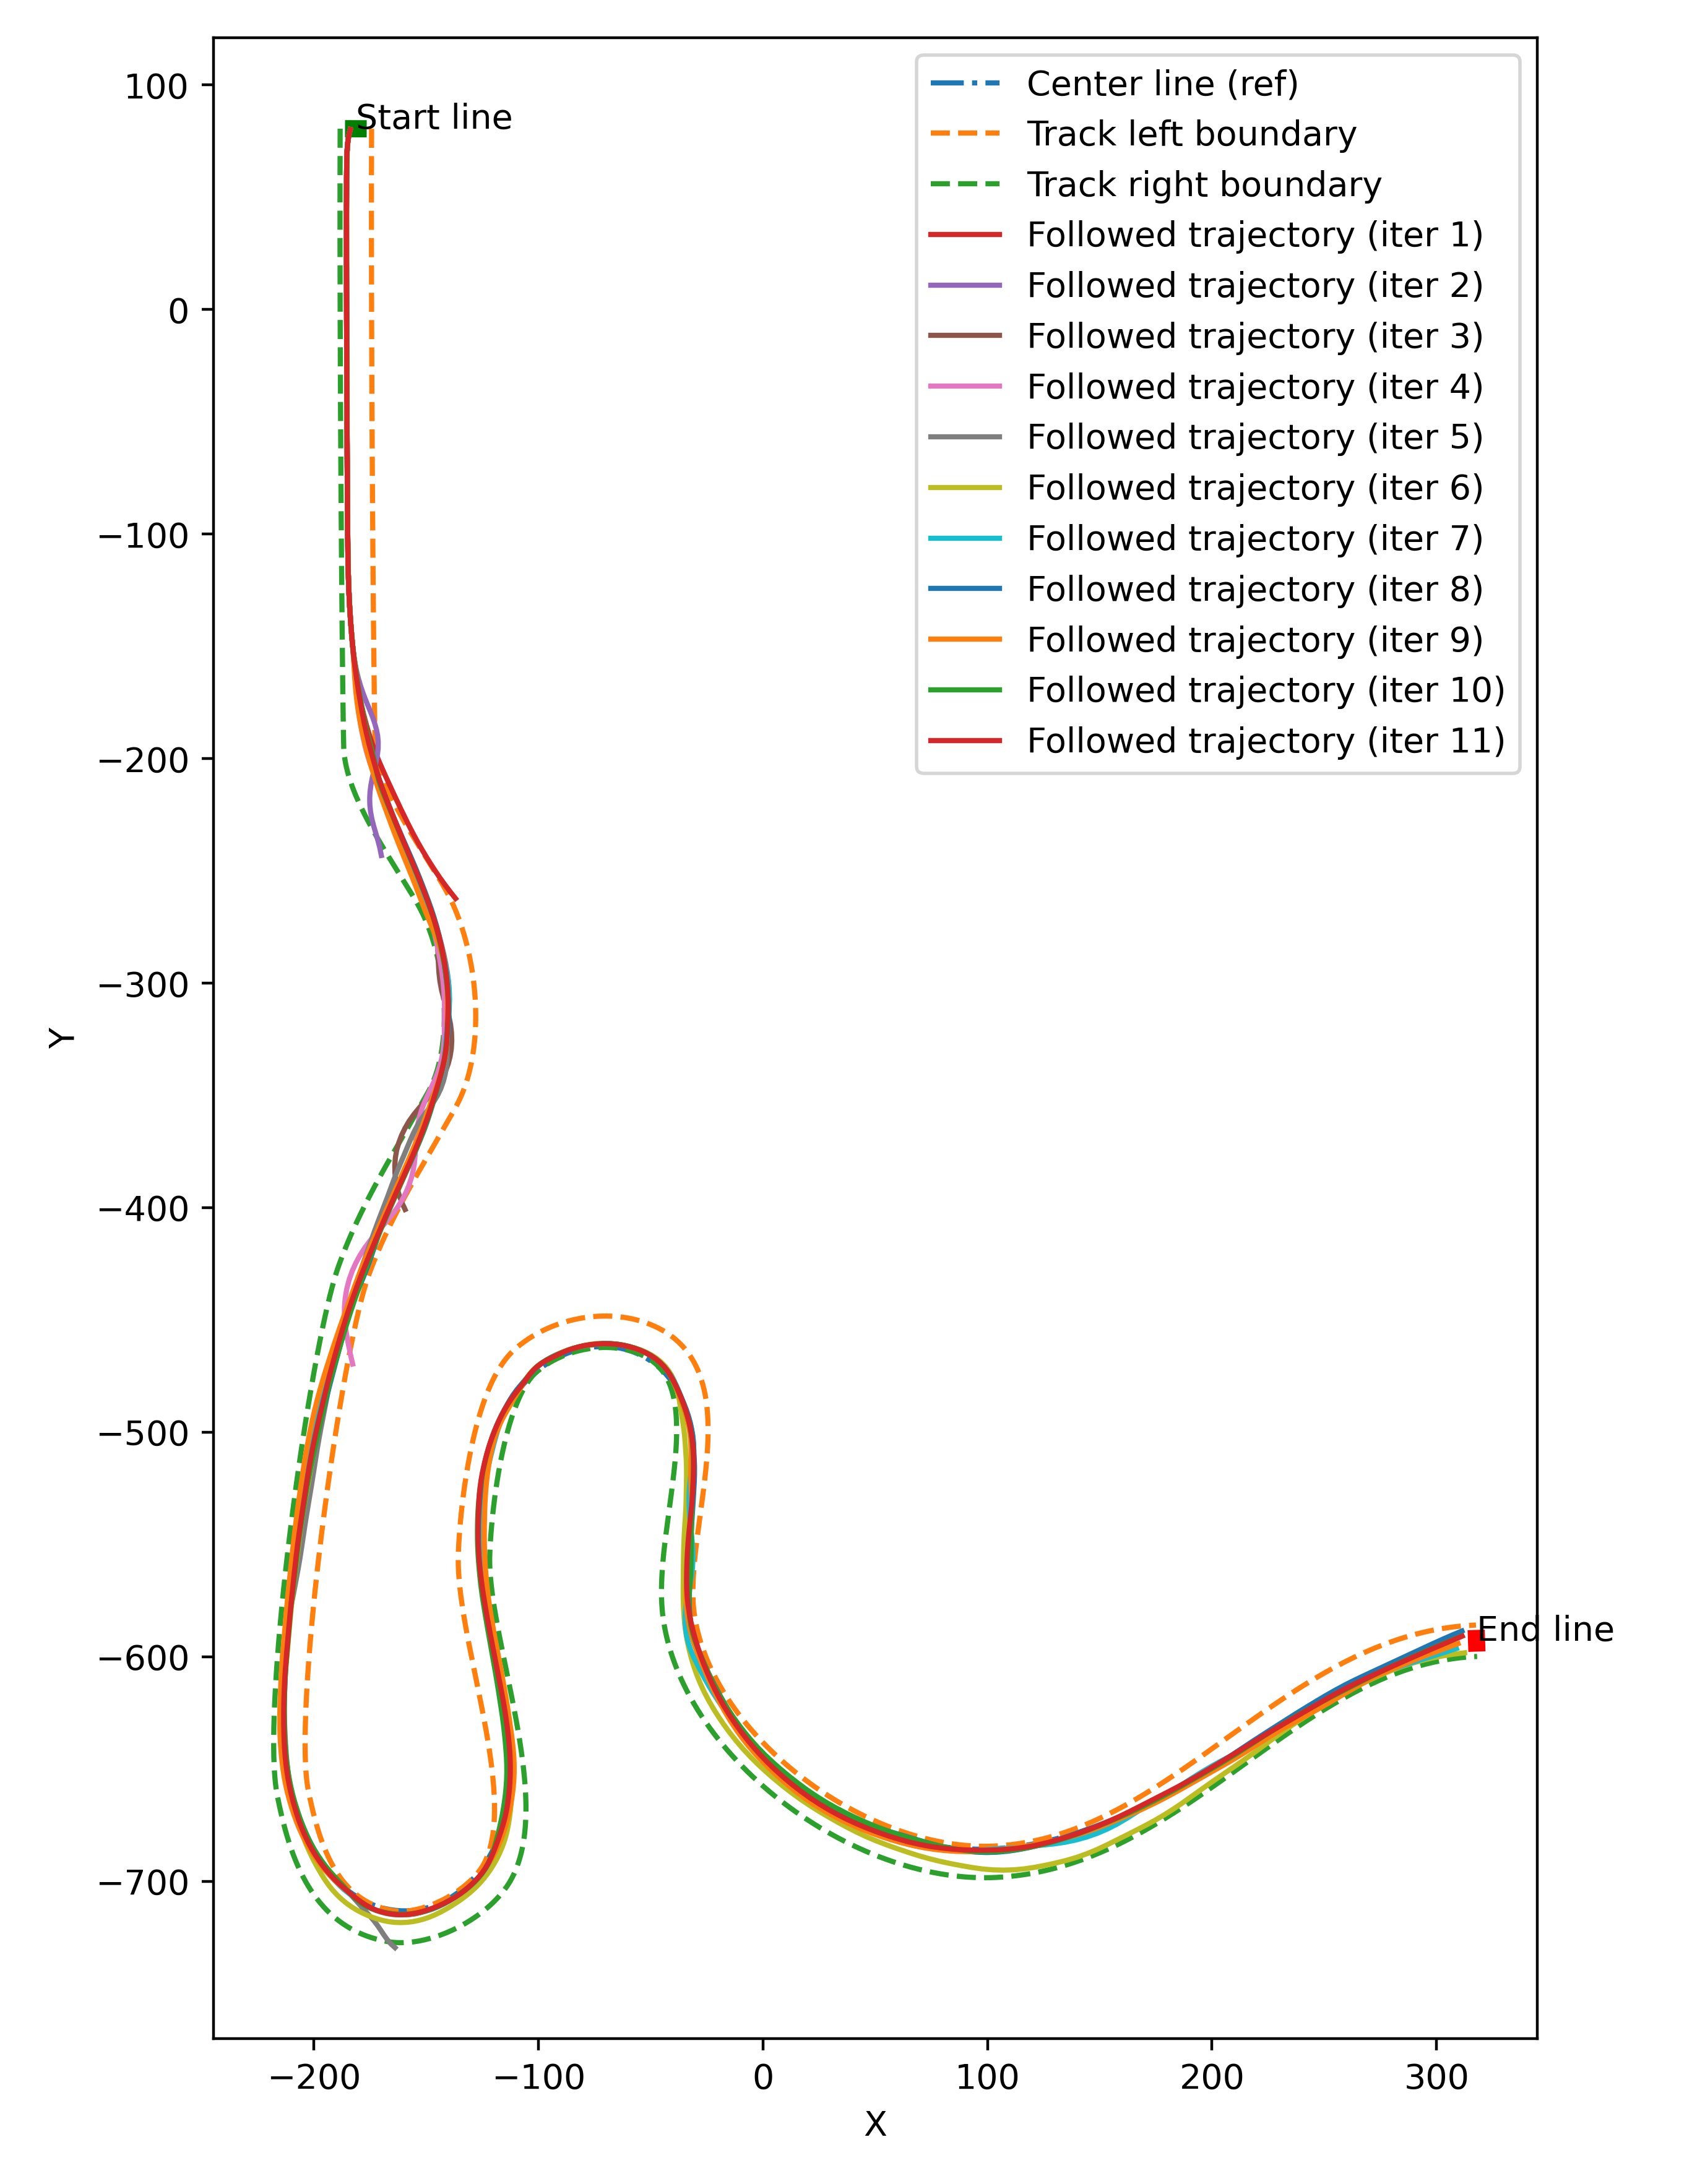 Center line (ref)
Track left boundary
Track right boundary
Followed trajectory (iter 1)
Followed trajectory (iter 2)
Followed trajectory (iter 3)
Followed trajectory (iter 4)
Followed trajectory (iter 5)
Followed trajectory (iter 6)
Followed trajectory (iter 7)
Followed trajectory (iter 8)
Followed trajectory (iter 9)
Followed trajectory (iter 10)
Followed trajectory (iter 11)
Start line
End line
100
0
−100
−200
−300
−400
−500
−600
−700
Y
−200 −100 0 100 200 300
X